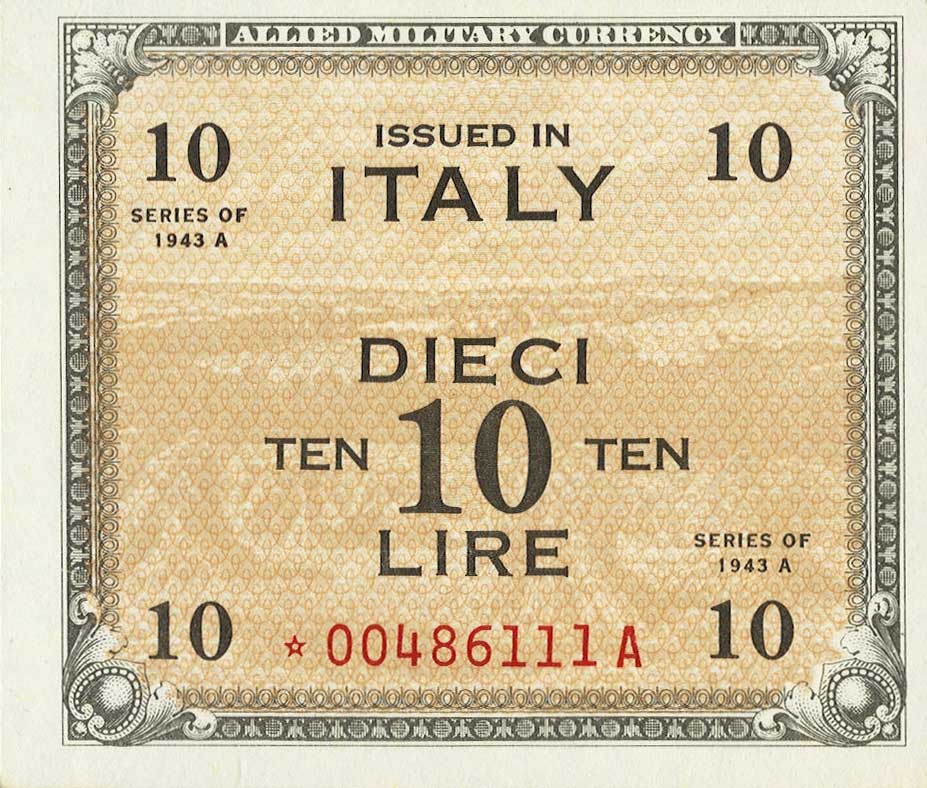 ALLIED MILITARY CURRENCY
10 ISSUED IN 10
ITALY
SERIES OF
1943 A
DIECI
TEN 10 TEN
LIRE
SERIES OF
1943 A
10 ☆00486111A 10